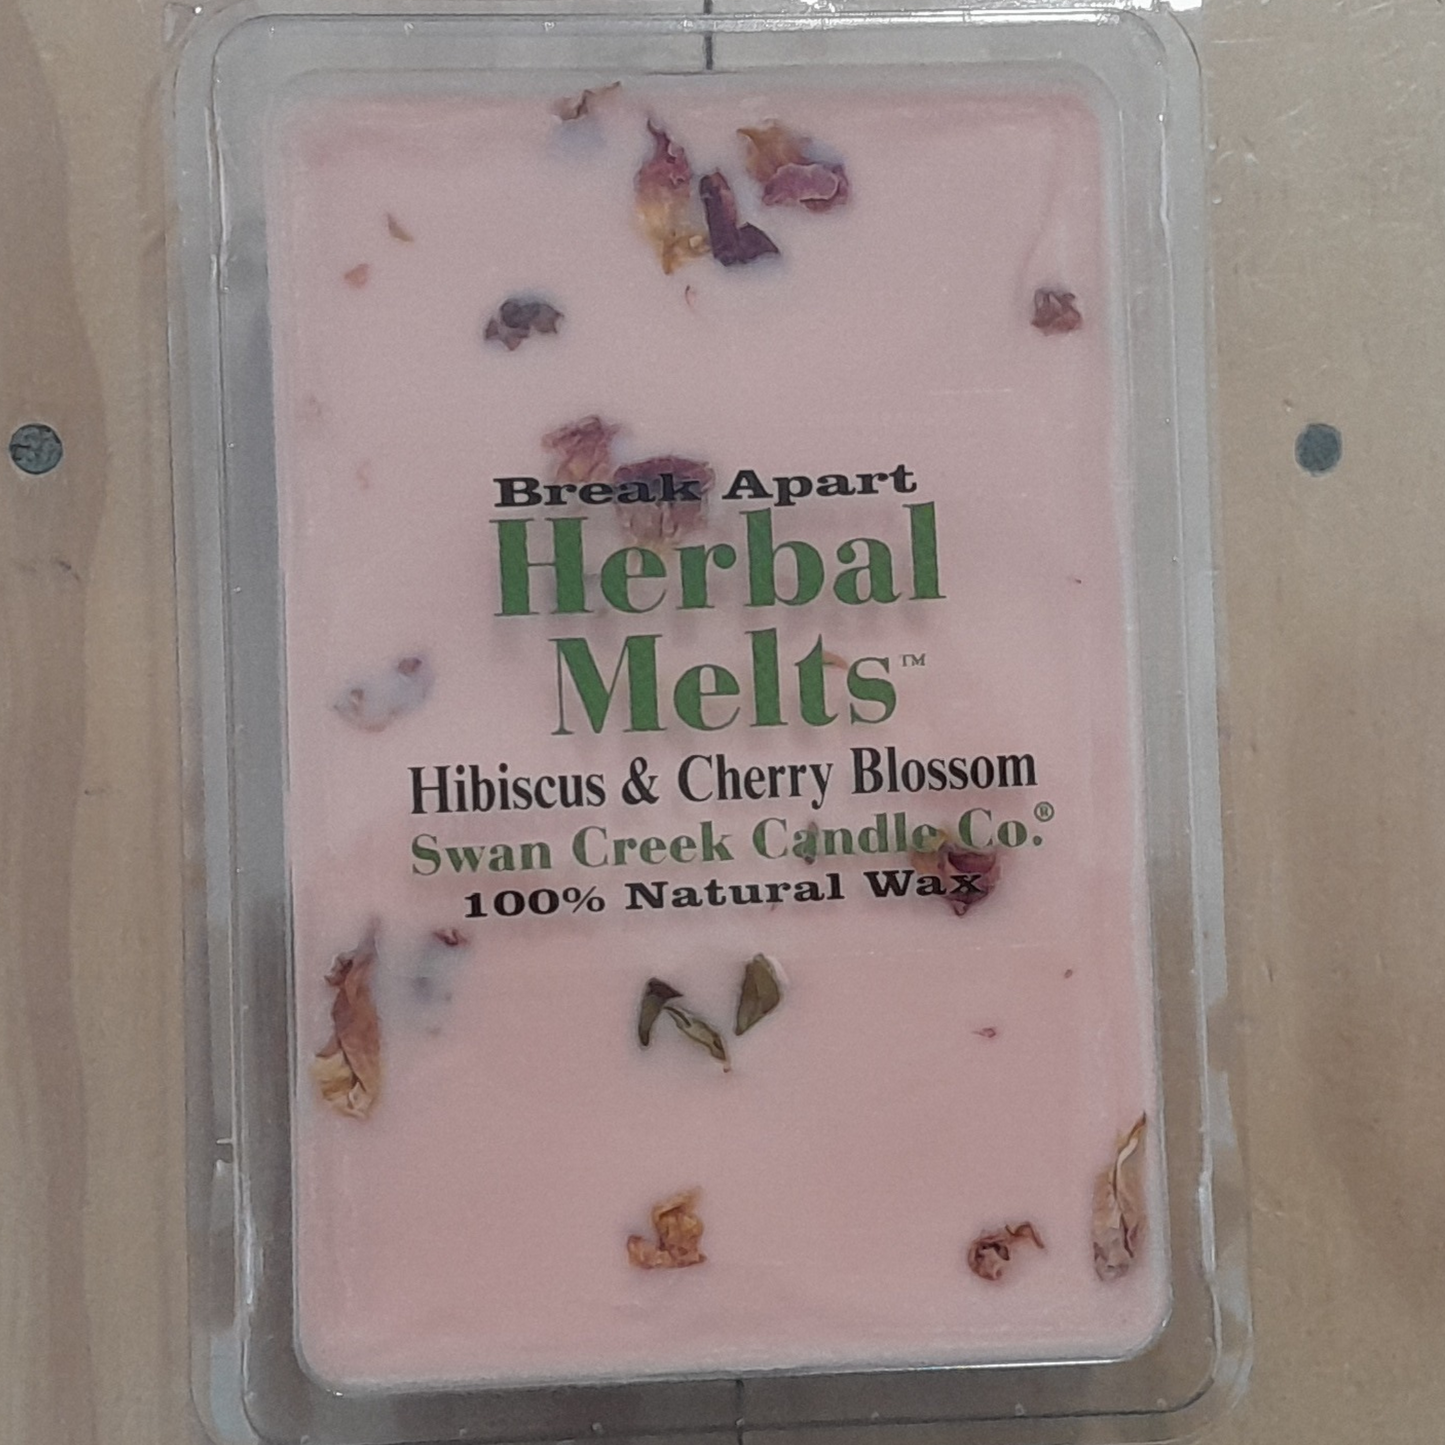 Break Apart
Herbal
Melts™
Hibiscus & Cherry Blossom
Swan Creek Candle Co.®
100% Natural Wax